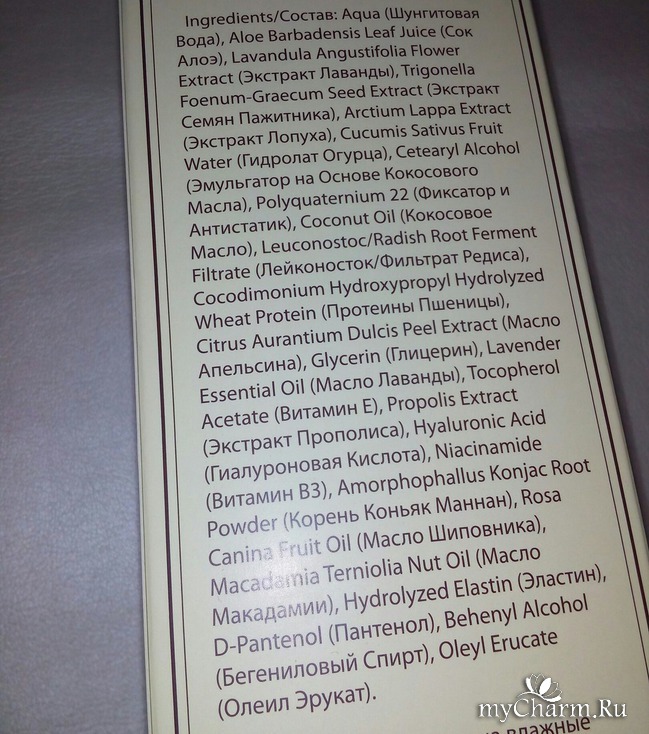 Ingredients/Состав: Aqua (Шунгитовая
Вода), Aloe Barbadensis Leaf Juice (Сок
Алоэ), Lavandula Angustifolia Flower
Extract (Экстракт Лаванды), Trigonella
Foenum-Graecum Seed Extract (Экстракт
Семян Пажитника), Arctium Lappa Extract
(Экстракт Лопуха), Cucumis Sativus Fruit
Water (Гидролат Огурца), Cetearyl Alcohol
(Эмульгатор на Основе Кокосового
Масла), Polyquaternium 22 (Фиксатор и
Антистатик), Coconut Oil (Кокосовое
Масло), Leuconostoc/Radish Root Ferment
Filtrate (Лейконосток/Фильтрат Редиса),
Cocodimonium Hydroxypropyl Hydrolyzed
Wheat Protein (Протеины Пшеницы),
Citrus Aurantium Dulcis Peel Extract (Масло
Апельсина), Glycerin (Глицерин), Lavender
Essential Oil (Масло Лаванды), Tocopherol
Acetate (Витамин Е), Propolis Extract
(Экстракт Прополиса), Hyaluronic Acid
(Гиалуроновая Кислота), Niacinamide
(Витамин В3), Amorphophallus Konjac Root
Powder (Корень Коньяк Маннан), Rosa
Canina Fruit Oil (Масло Шиповника),
Macadamia Terniolia Nut Oil (Масло
Макадамии), Hydrolyzed Elastin (Эластин),
D-Pantenol (Пантенол), Behenyl Alcohol
(Бегениловый Спирт), Oleyl Erucate
(Олеил Эрукат).
влажные
myCharm.Ru